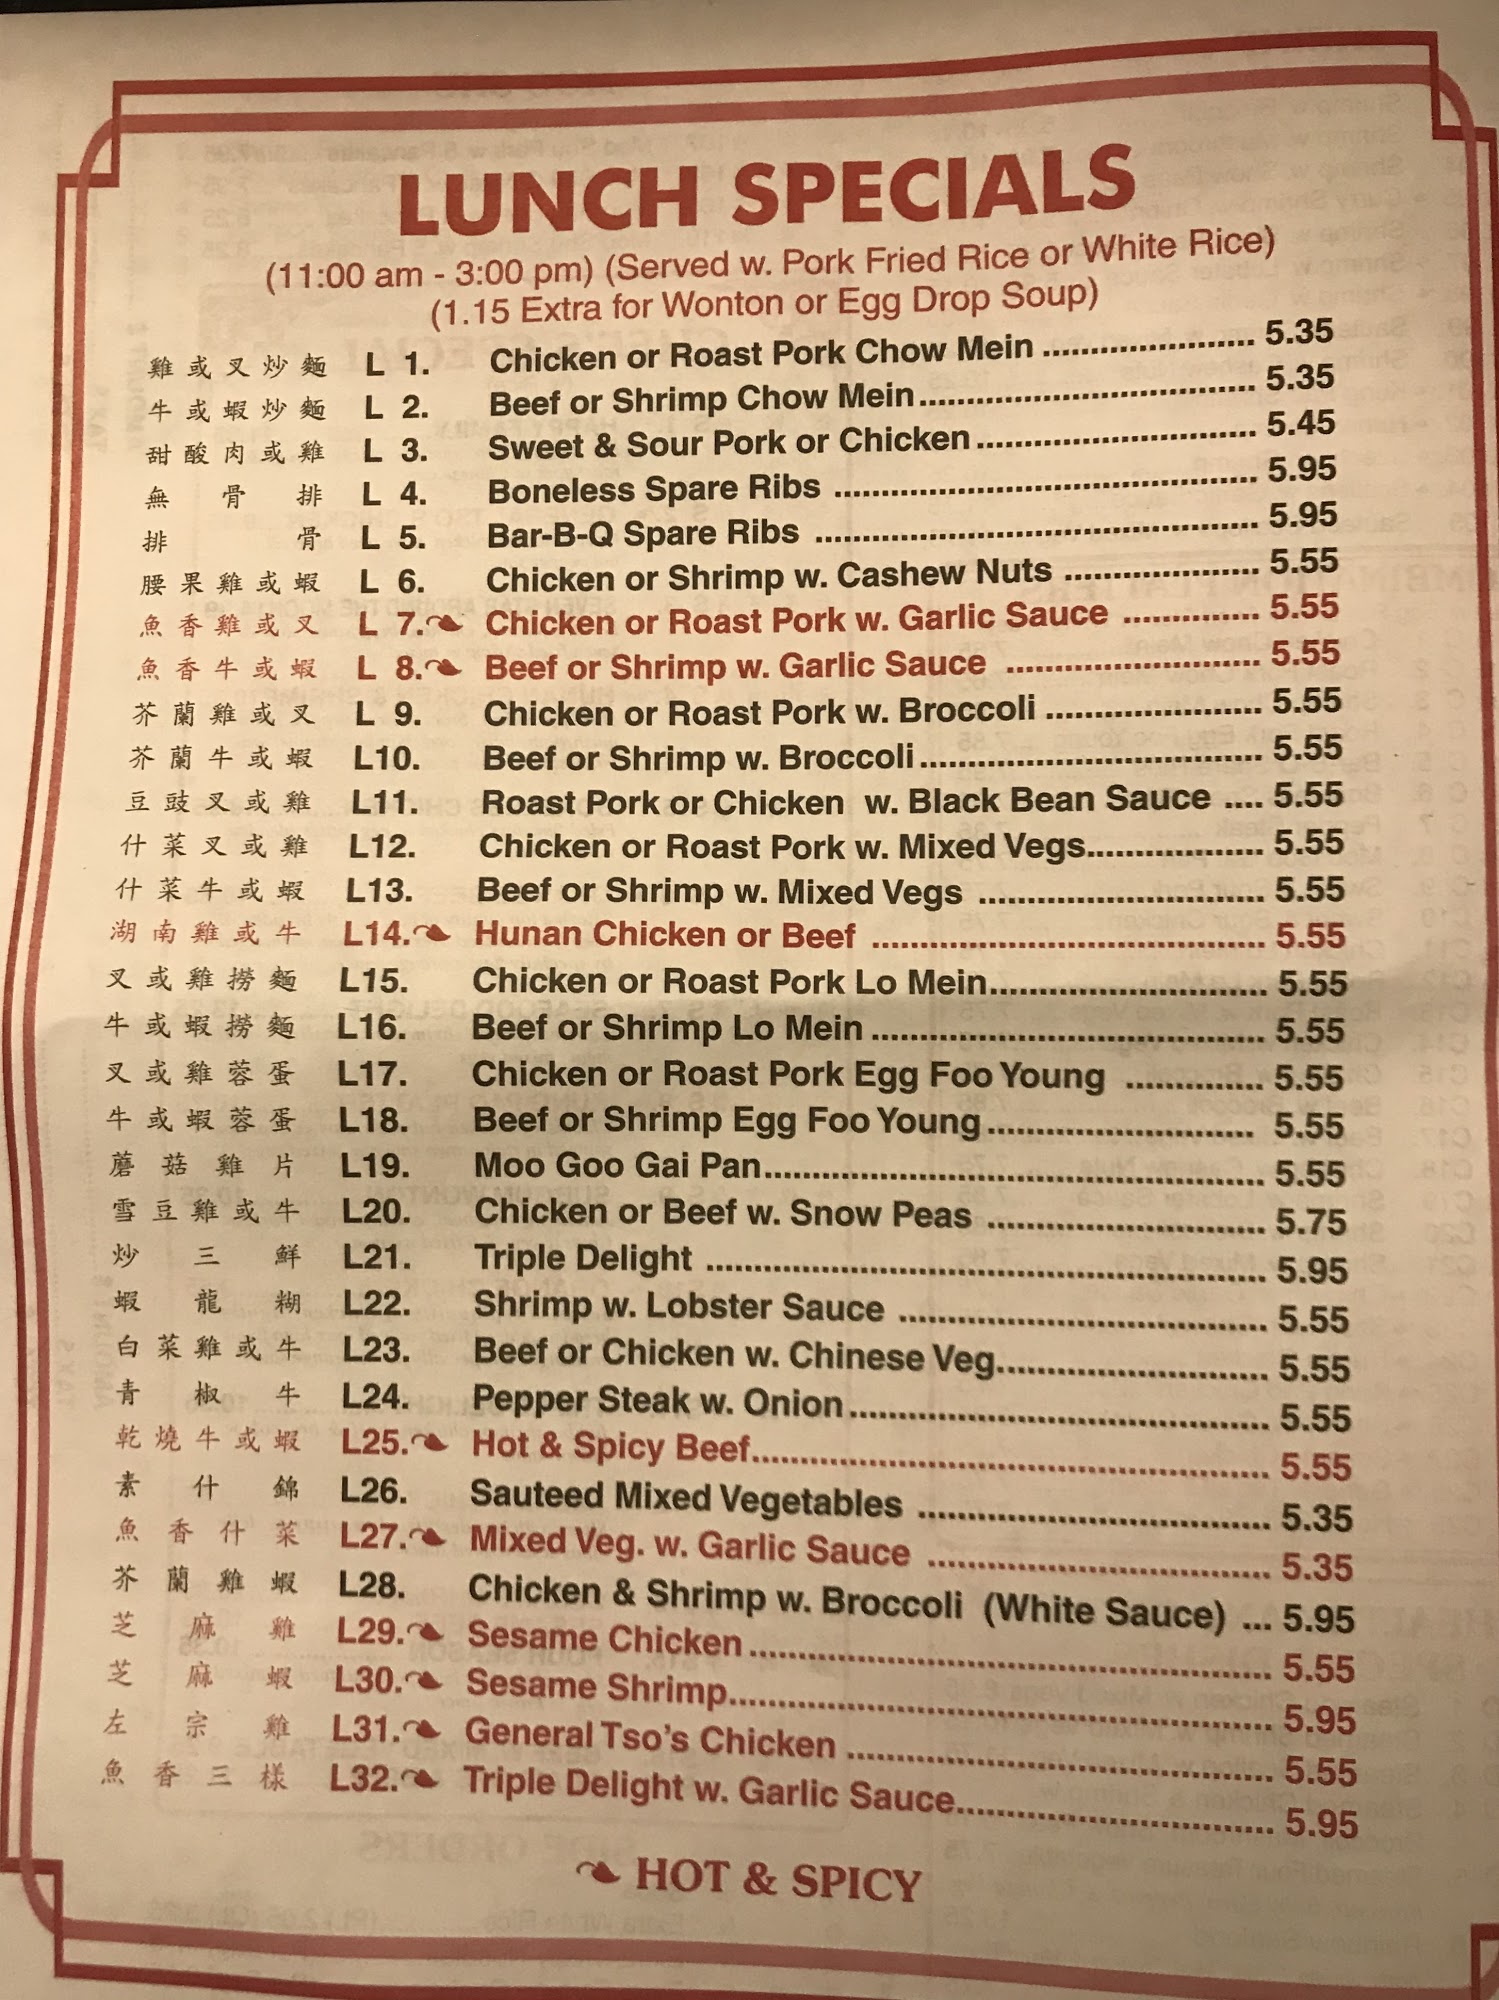 LUNCH SPECIALS
(11:00 am - 3:00 pm) (Served w. Pork Fried Rice or White Rice)
(1.15 Extra for Wonton or Egg Drop Soup)
雞或叉炒麵 L 1. Chicken or Roast Pork Chow Mein ...................... 5.35
牛或蝦炒麵 L 2. Beef or Shrimp Chow Mein................................... 5.35
甜酸肉或雞 L 3. Sweet & Sour Pork or Chicken............................. 5.45
無骨排 L 4. Boneless Spare Ribs ............................................ 5.95
排骨 L 5. Bar-B-Q Spare Ribs .............................................. 5.95
腰果雞或蝦 L 6. Chicken or Shrimp w. Cashew Nuts .................... 5.55
魚香雞或叉 L 7. Chicken or Roast Pork w. Garlic Sauce .............. 5.55
魚香牛或蝦 L 8. Beef or Shrimp w. Garlic Sauce .......................... 5.55
芥蘭雞或叉 L 9. Chicken or Roast Pork w. Broccoli ....................... 5.55
芥蘭牛或蝦 L10. Beef or Shrimp w. Broccoli.................................... 5.55
豆豉叉或雞 L11. Roast Pork or Chicken w. Black Bean Sauce .... 5.55
什菜叉或雞 L12. Chicken or Roast Pork w. Mixed Vegs................... 5.55
什菜牛或蝦 L13. Beef or Shrimp w. Mixed Vegs .............................. 5.55
湖南雞或牛 L14. Hunan Chicken or Beef ......................................... 5.55
叉或雞撈麵 L15. Chicken or Roast Pork Lo Mein............................. 5.55
牛或蝦撈麵 L16. Beef or Shrimp Lo Mein ......................................... 5.55
叉或雞蓉蛋 L17. Chicken or Roast Pork Egg Foo Young .............. 5.55
牛或蝦蓉蛋 L18. Beef or Shrimp Egg Foo Young............................ 5.55
蘑菇雞片 L19. Moo Goo Gai Pan.................................................... 5.55
雪豆雞或牛 L20. Chicken or Beef w. Snow Peas ............................. 5.75
炒三鮮 L21. Triple Delight .......................................................... 5.95
蝦龍糊 L22. Shrimp w. Lobster Sauce ...................................... 5.55
白菜雞或牛 L23. Beef or Chicken w. Chinese Veg............................ 5.55
青椒牛 L24. Pepper Steak w. Onion........................................... 5.55
乾燒牛或蝦 L25. Hot & Spicy Beef...................................................... 5.55
素什錦 L26. Sauteed Mixed Vegetables ..................................... 5.35
魚香什菜 L27. Mixed Veg. w. Garlic Sauce .................................... 5.35
芥蘭雞蝦 L28. Chicken & Shrimp w. Broccoli (White Sauce) ... 5.95
芝麻雞 L29. Sesame Chicken ...................................................... 5.55
芝麻蝦 L30. Sesame Shrimp........................................................ 5.95
左宗雞 L31. General Tso's Chicken ............................................ 5.55
魚香三樣 L32. Triple Delight w. Garlic Sauce................................. 5.95
HOT & SPICY